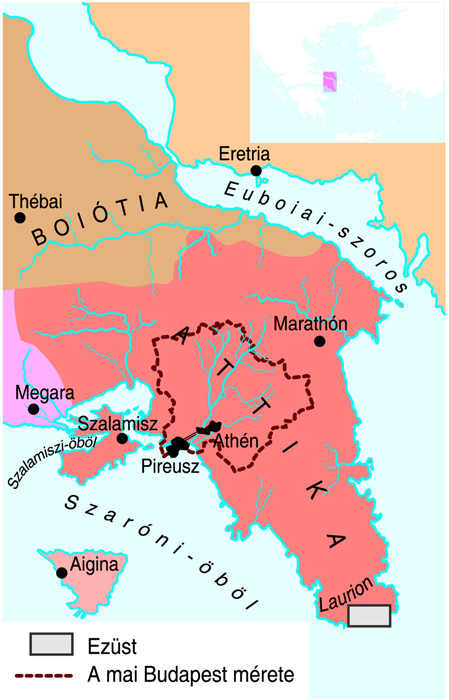 Eretria
Euboiai-szoros
Thébai
BOIÓTIA
Marathón
ATTIKA
Megara
Szalamisz
Szalamiszi-öböl
Athén
Pireusz
Szaróni-öböl
Aigina
Laurion
Ezüst
A mai Budapest mérete